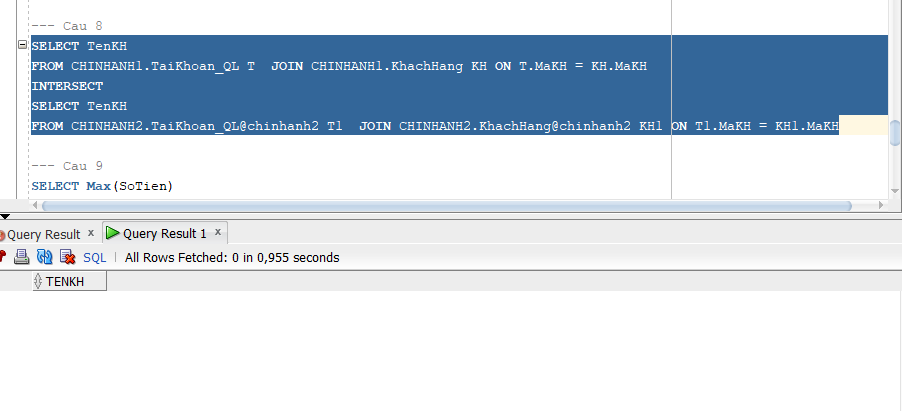 --- Cau 8
SELECT TenKH
FROM CHINHANH1.TaiKhoan_QL T  JOIN CHINHANH1.KhachHang KH ON T.MaKH = KH.MaKH
INTERSECT
SELECT TenKH
FROM CHINHANH2.TaiKhoan_QL@chinhanh2 T1  JOIN CHINHANH2.KhachHang@chinhanh2 KH1 ON T1.MaKH = KH1.MaKH
--- Cau 9
SELECT Max(SoTien)
Query Result x Query Result 1 x
SQL | All Rows Fetched: 0 in 0,955 seconds
TENKH